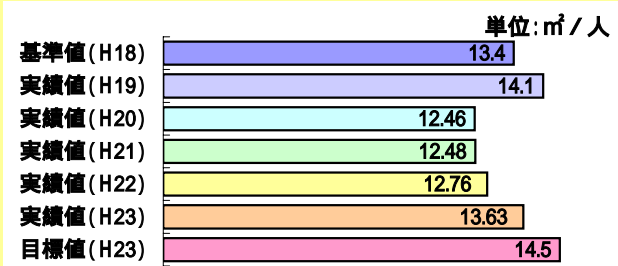 単位:㎡/人
基準値(H18) 13.4
実績値(H19) 14.1
実績値(H20) 12.46
実績値(H21) 12.48
実績値(H22) 12.76
実績値(H23) 13.63
目標値(H23) 14.5